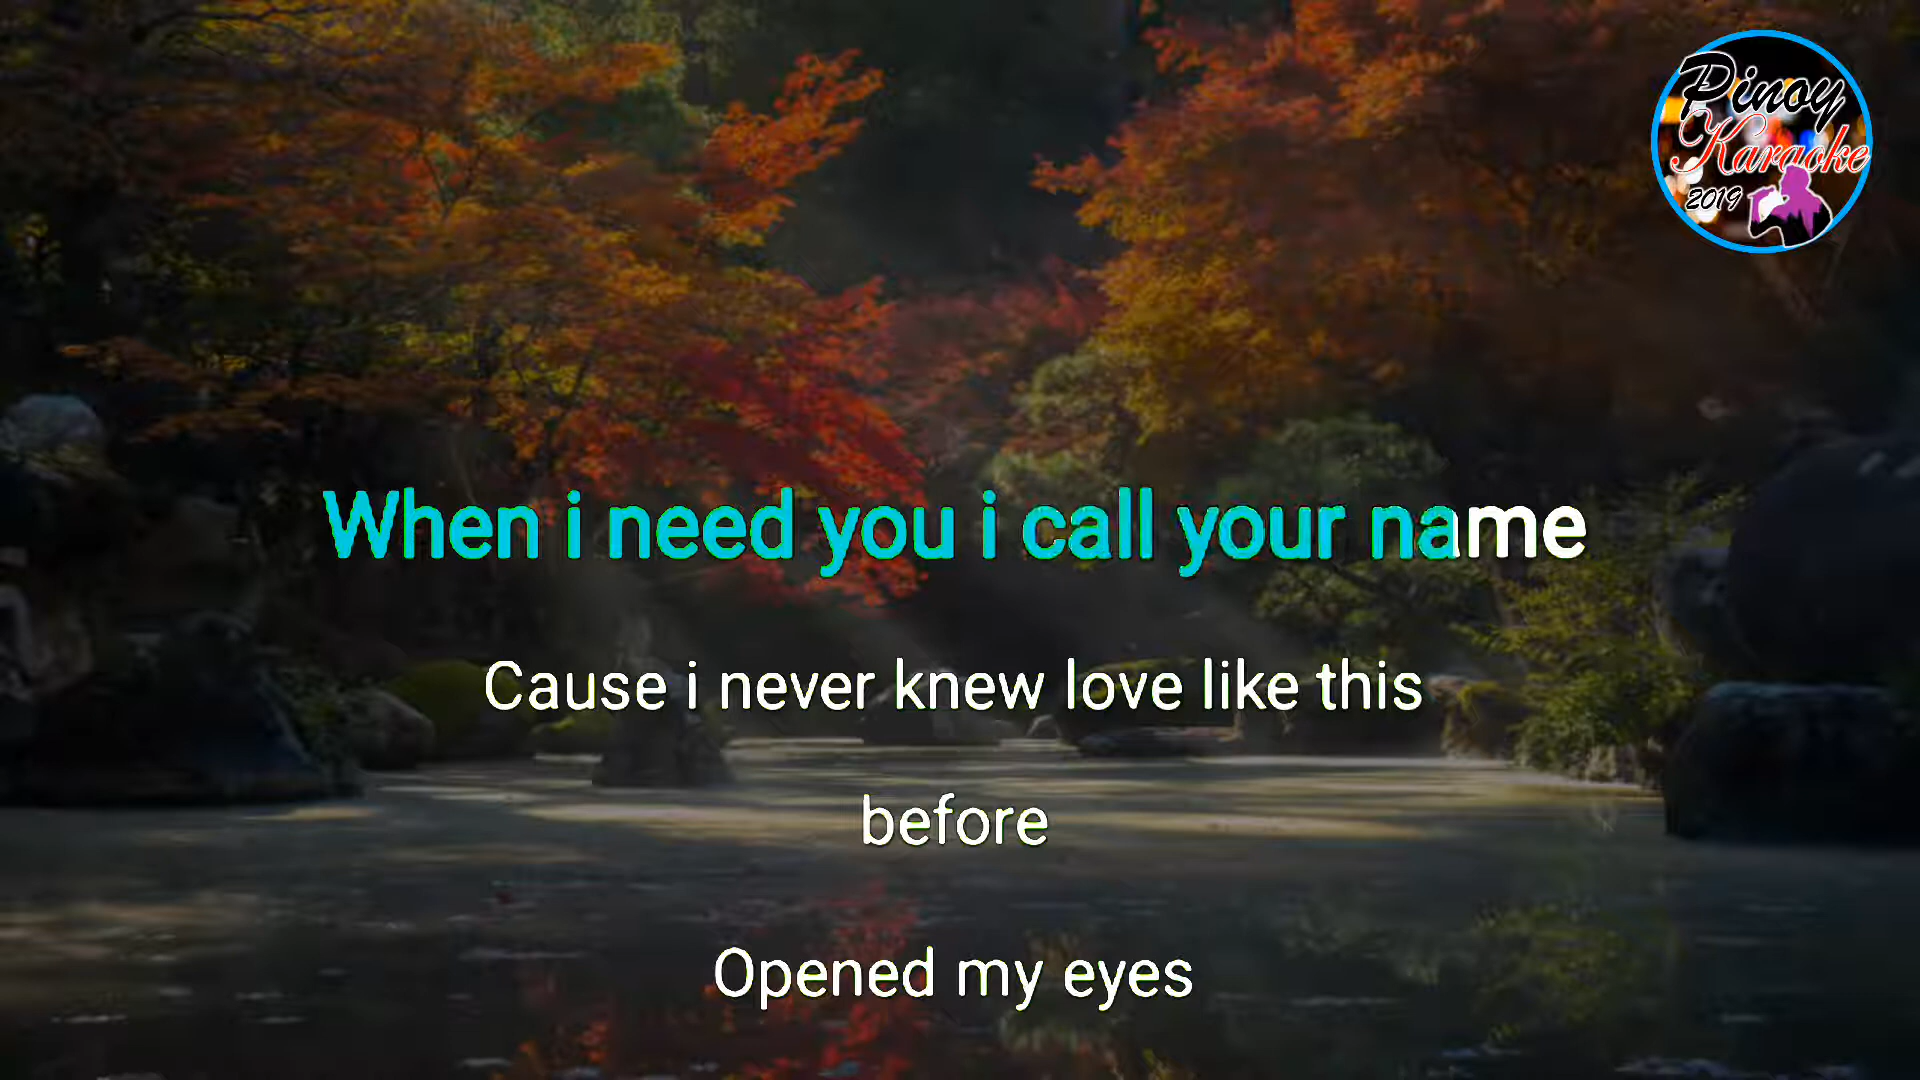 Pinoy
Karaoke
2019
When i need you i call your name
Cause i never knew love like this
before
Opened my eyes